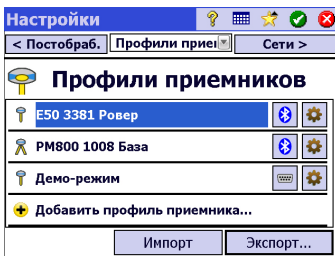 Настройки
< Постобраб. Профили прием Сети >
Профили приемников
E50 3381 Ровер
PM800 1008 База
Демо-режим
Добавить профиль приемника...
Импорт Экспорт...